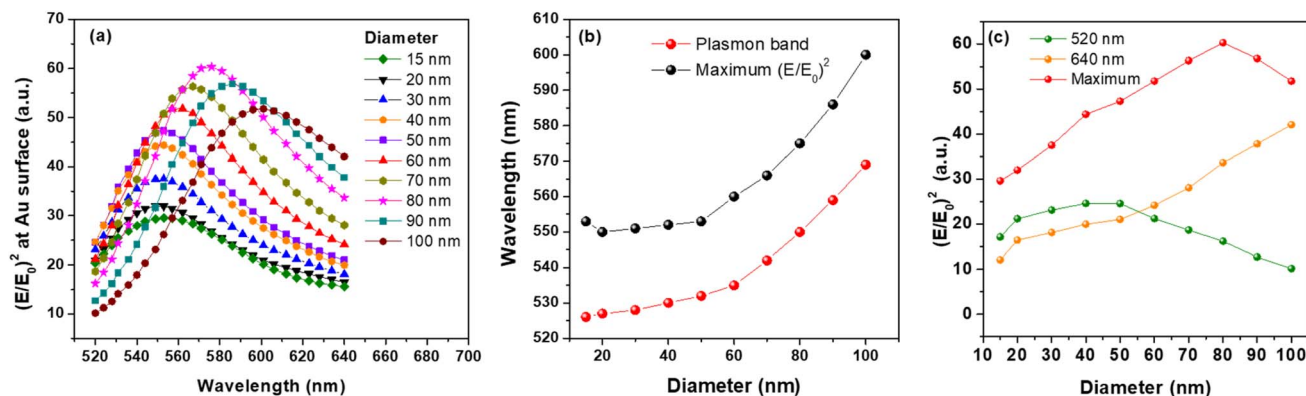 (a)
Diameter
15 nm
20 nm
30 nm
40 nm
50 nm
60 nm
70 nm
80 nm
90 nm
100 nm
70
60
50
40
30
20
10
(E/E₀)² at Au surface (a.u.)
520 540 560 580 600 620 640 660 680 700
Wavelength (nm)
(b)
Plasmon band
Maximum (E/E₀)²
610
600
590
580
570
560
550
540
530
520
Wavelength (nm)
20 40 60 80 100
Diameter (nm)
(c)
520 nm
640 nm
Maximum
60
50
40
30
20
10
0
(E/E₀)² (a.u.)
10 20 30 40 50 60 70 80 90 100
Diameter (nm)